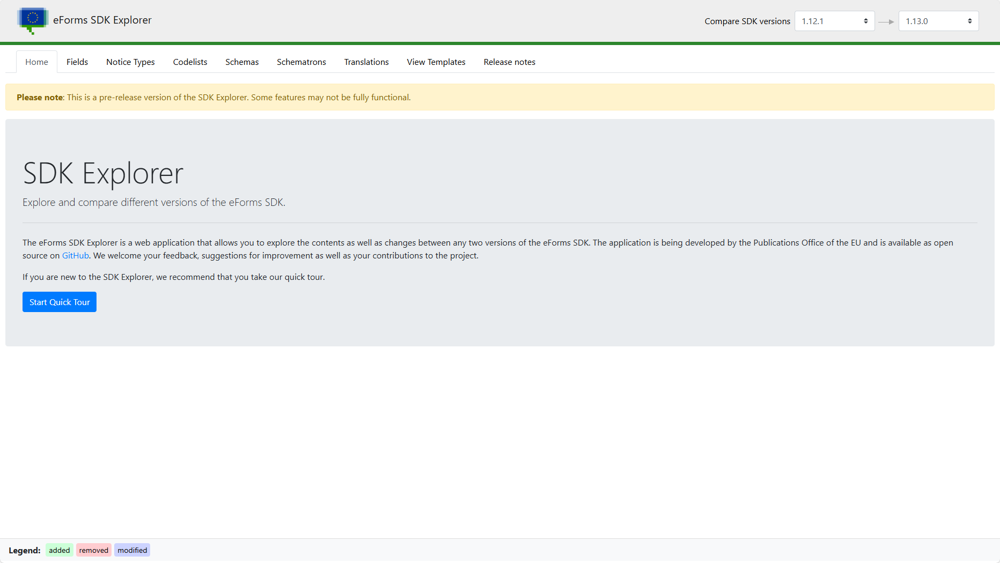 eForms SDK Explorer
Compare SDK versions 1.12.1 1.13.0
Home Fields Notice Types Codelists Schemas Schematrons Translations View Templates Release notes
Please note: This is a pre-release version of the SDK Explorer. Some features may not be fully functional.
SDK Explorer
Explore and compare different versions of the eForms SDK.
The eForms SDK Explorer is a web application that allows you to explore the contents as well as changes between any two versions of the eForms SDK. The application is being developed by the Publications Office of the EU and is available as open
source on GitHub. We welcome your feedback, suggestions for improvement as well as your contributions to the project.
If you are new to the SDK Explorer, we recommend that you take our quick tour.
Start Quick Tour
Legend: added removed modified